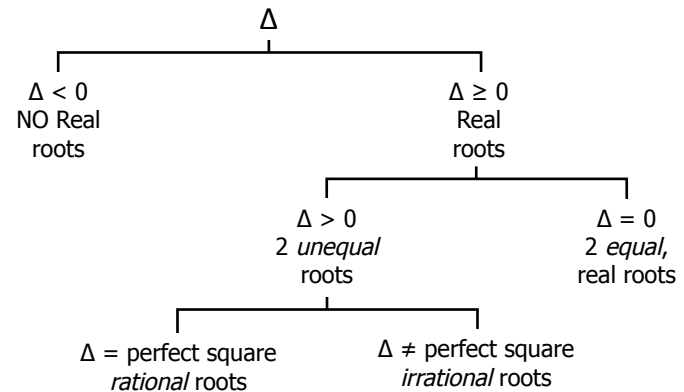 Δ
Δ < 0
NO Real
roots
Δ ≥ 0
Real
roots
Δ > 0
2 unequal
roots
Δ = 0
2 equal,
real roots
Δ = perfect square
rational roots
Δ ≠ perfect square
irrational roots